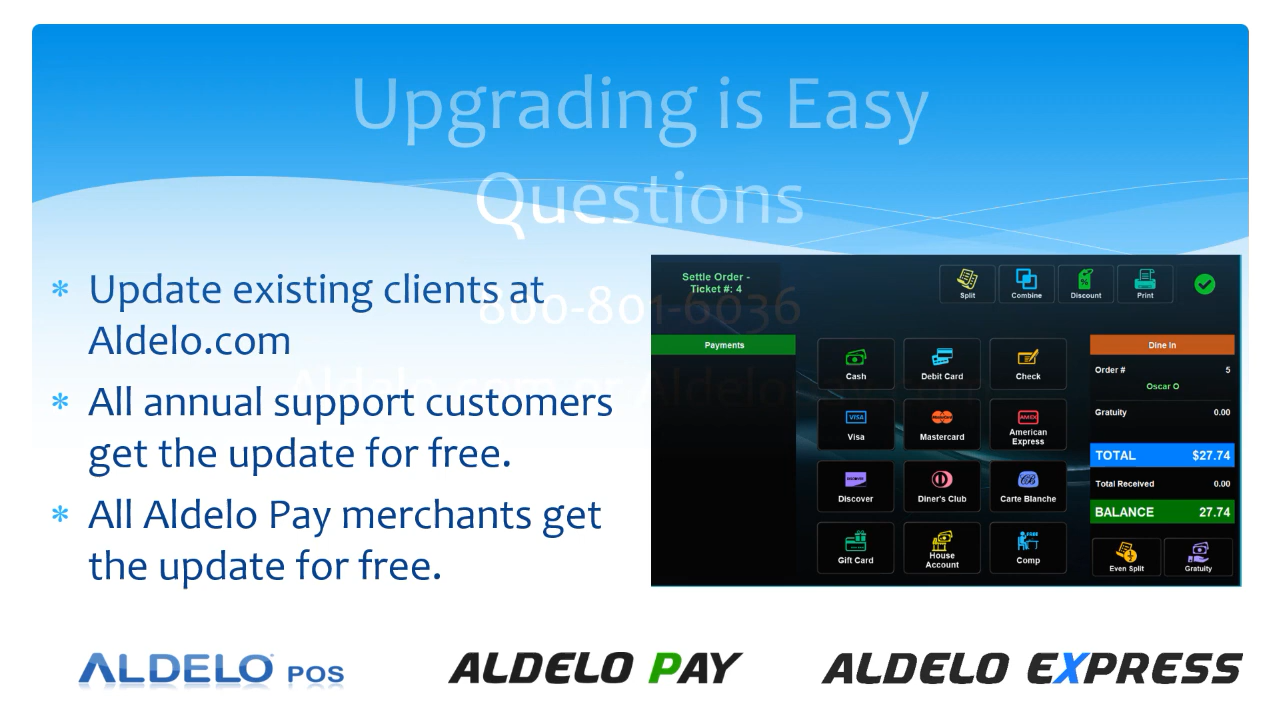 Upgrading is Easy
Questions
800-801-6036
* Update existing clients at
Aldelo.com
* All annual support customers
get the update for free.
* All Aldelo Pay merchants get
the update for free.
Settle Order -
Ticket #: 4
Split
Combine
Discount
Print
Payments
Cash
Debit Card
Check
VISA
Visa
Mastercard
AMEX
American
Express
DISCOVER
Discover
Diner's Club
Carte Blanche
Gift Card
House
Account
FREE
Comp
Dine In
Order # 5
Oscar O
Gratuity 0.00
TOTAL $27.74
Total Received 0.00
BALANCE 27.74
Even Split
Gratuity
ALDELO POS
ALDELO PAY
ALDELO EXPRESS